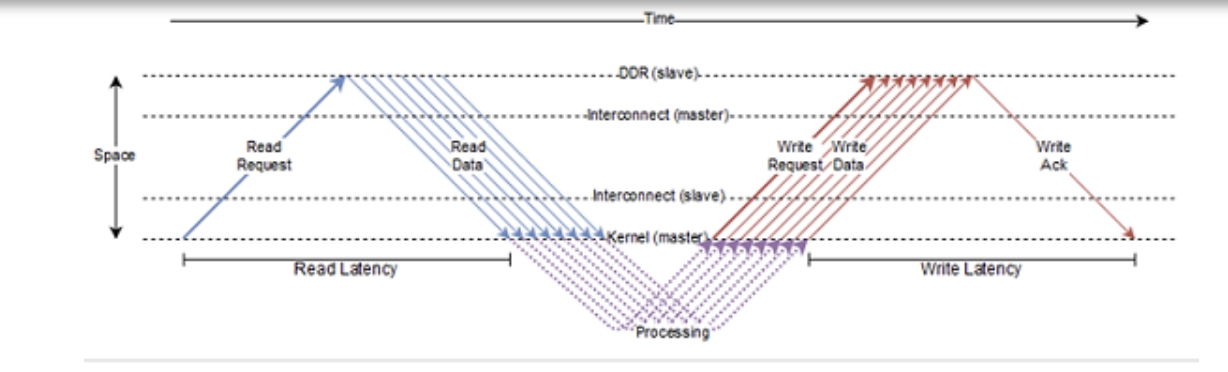 Time
DDR (slave)
Interconnect (master)
Space
Read
Request
Read
Data
Write
Request
Write
Data
Write
Ack
Interconnect (slave)
Kernel (master)
Read Latency
Write Latency
Processing